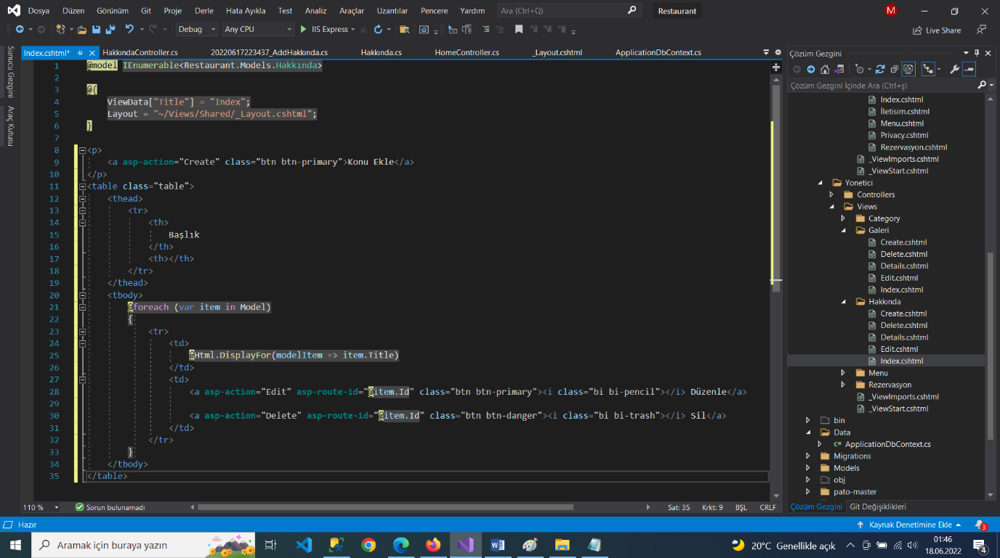 Dosya Düzen Görünüm Git Proje Derle Hata Ayıkla Test Analiz Araçlar Uzantılar Pencere Yardım Ara (Ctrl+Q) Restaurant M
Debug Any CPU IIS Express Live Share
Sunucu Gezgini
Araç Kutusu
Index.cshtml* HakkındaController.cs 20220617223437_AddHakkında.cs Hakkında.cs HomeController.cs _Layout.cshtml ApplicationDbContext.cs
1 @model IEnumerable<Restaurant.Models.Hakkında>
2
3 @{
4 ViewData["Title"] = "Index";
5 Layout = "~/Views/Shared/_Layout.cshtml";
6 }
7
8 <p>
9 <a asp-action="Create" class="btn btn-primary">Konu Ekle</a>
10 </p>
11 <table class="table">
12 <thead>
13 <tr>
14 <th>
15 Başlık
16 </th>
17 <th></th>
18 </tr>
19 </thead>
20 <tbody>
21 @foreach (var item in Model)
22 {
23 <tr>
24 <td>
25 @Html.DisplayFor(modelItem => item.Title)
26 </td>
27 <td>
28 <a asp-action="Edit" asp-route-id="@item.Id" class="btn btn-primary"><i class="bi bi-pencil"></i> Düzenle</a>
29
30 <a asp-action="Delete" asp-route-id="@item.Id" class="btn btn-danger"><i class="bi bi-trash"></i> Sil</a>
31 </td>
32 </tr>
33 }
34 </tbody>
35 </table>
110 % Sorun bulunamadı Sat: 35 Krkt: 9 BŞL CRLF
Çözüm Gezgini
Çözüm Gezgini İçinde Ara (Ctrl+ş)
Index.cshtml
İletisim.cshtml
Menu.cshtml
Privacy.cshtml
Rezervasyon.cshtml
_ViewImports.cshtml
_ViewStart.cshtml
Yonetici
Controllers
Views
Category
Galeri
Create.cshtml
Delete.cshtml
Details.cshtml
Edit.cshtml
Index.cshtml
Hakkında
Create.cshtml
Delete.cshtml
Details.cshtml
Edit.cshtml
Index.cshtml
Menu
Rezervasyon
_ViewImports.cshtml
_ViewStart.cshtml
bin
Data
C# ApplicationDbContext.cs
Migrations
Models
obj
pato-master
Çözüm Gezgini Git Değişiklikleri
Hazır Kaynak Denetimine Ekle 3
Aramak için buraya yazın 20°C Genellikle açık 01:46
18.06.2022 4